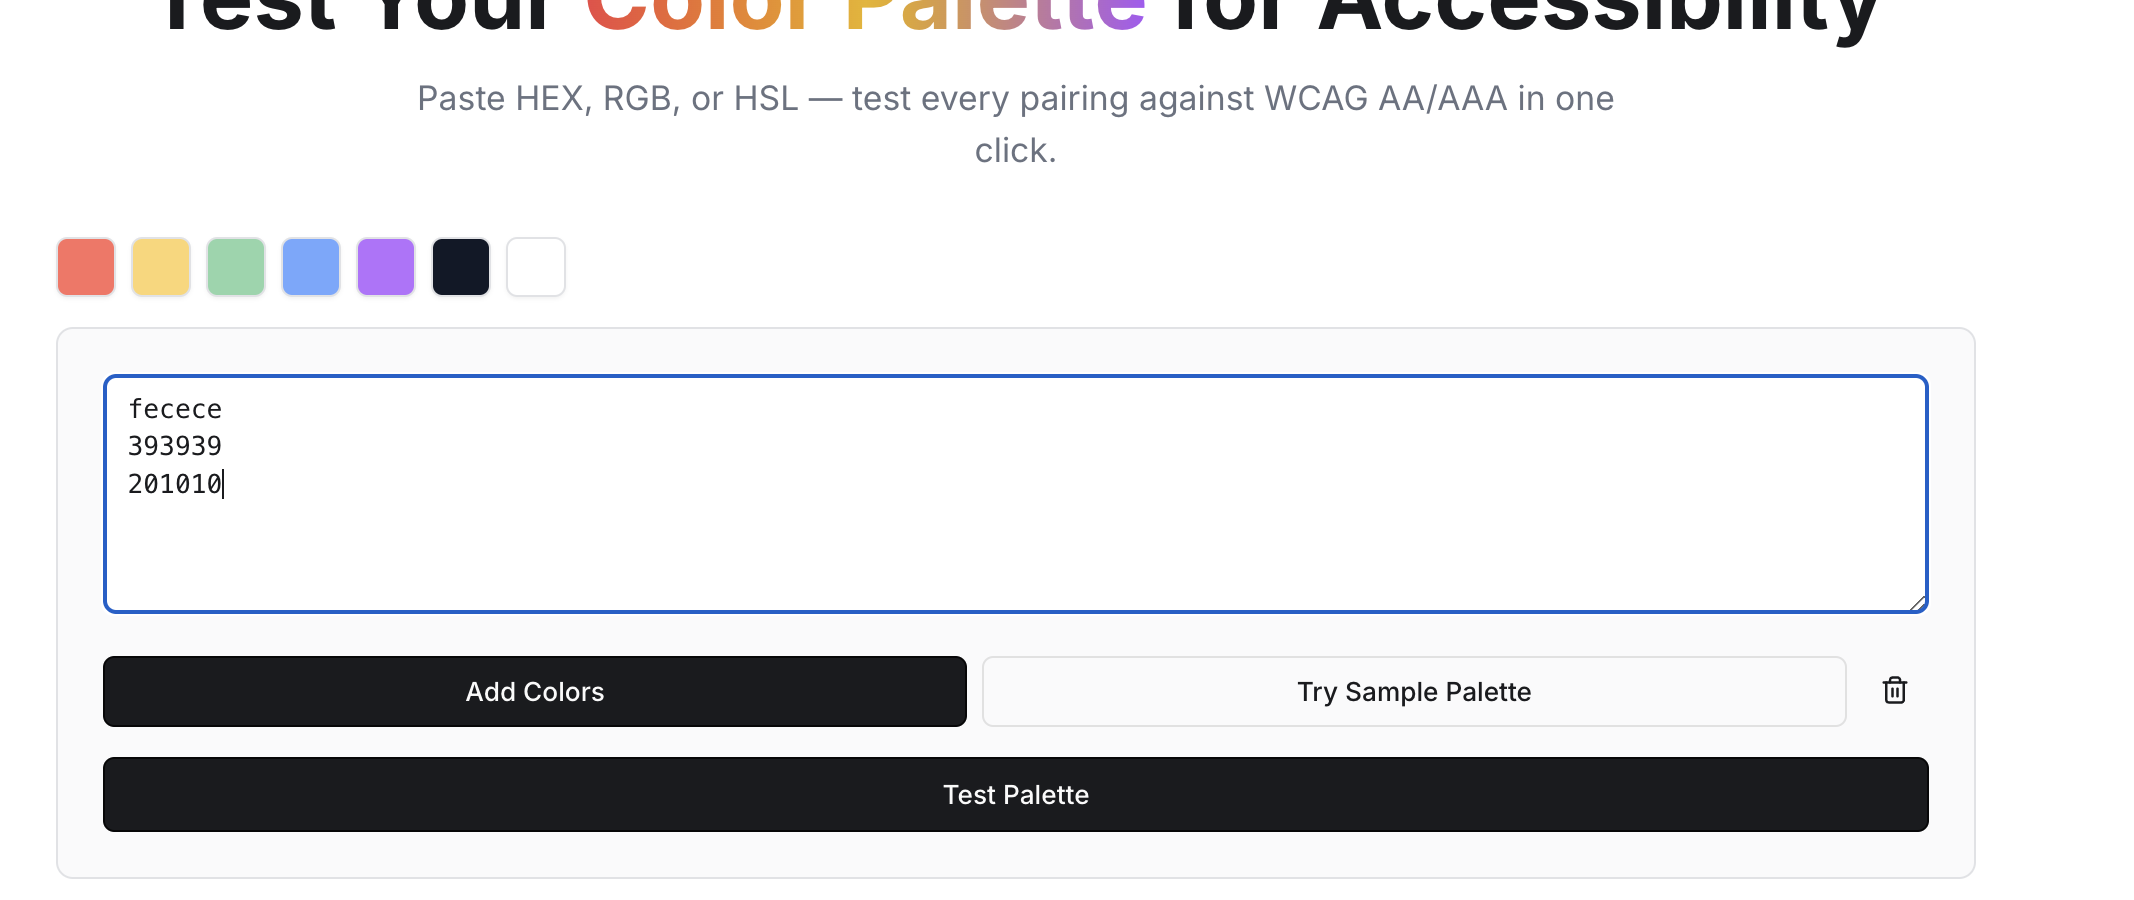 Test Your Color Palette for Accessibility
Paste HEX, RGB, or HSL — test every pairing against WCAG AA/AAA in one
click.
fecece
393939
201010
Add Colors
Try Sample Palette
Test Palette